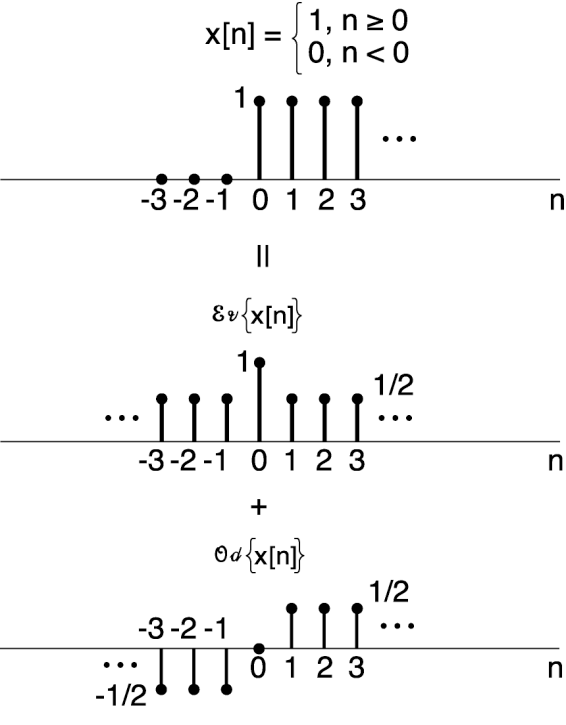 x[n] = { 1, n ≥ 0
0, n < 0
1
...
-3 -2 -1 0 1 2 3 n
||
Ev{x[n]}
1
1/2
... ...
-3 -2 -1 0 1 2 3 n
+
Od{x[n]}
1/2
-3 -2 -1 ...
... 0 1 2 3 n
-1/2